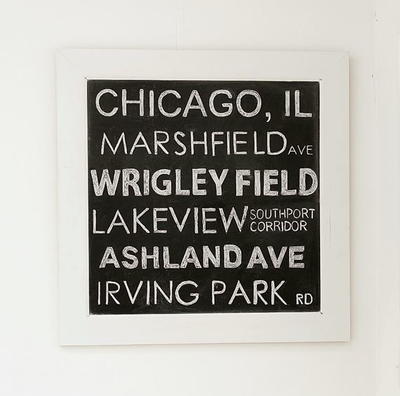 CHICAGO, IL
MARSHFIELD AVE
WRIGLEY FIELD
LAKEVIEW SOUTHPORT
CORRIDOR
ASHLAND AVE
IRVING PARK RD